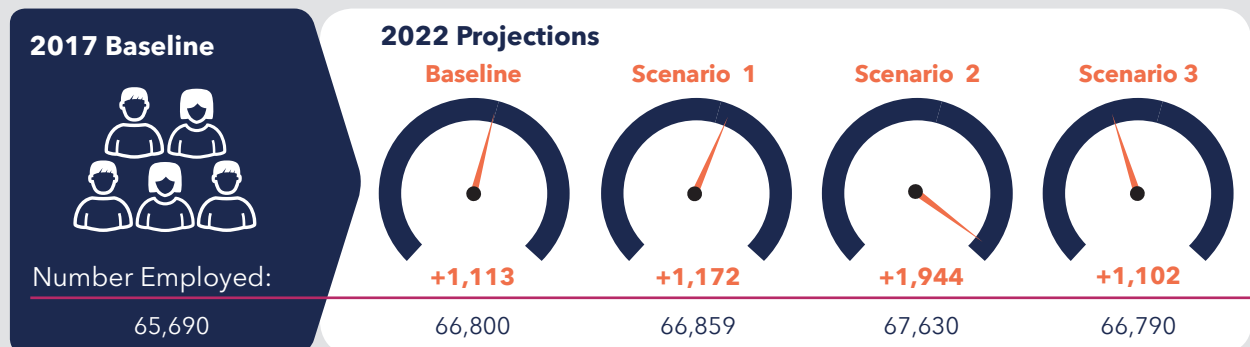 2017 Baseline
Number Employed:
65,690
2022 Projections
Baseline
+1,113
66,800
Scenario 1
+1,172
66,859
Scenario 2
+1,944
67,630
Scenario 3
+1,102
66,790